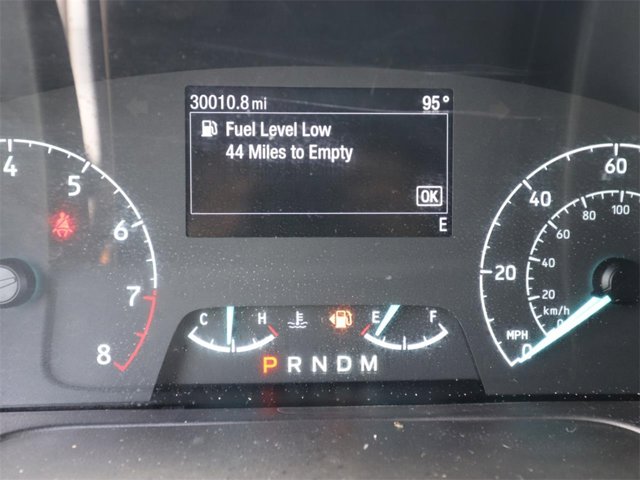 30010.8 mi 95°
Fuel Level Low
44 Miles to Empty
OK
E
4
5
6
7
8
C H
E F
P R N D M
0 20 40 60
MPH
0 20 40 60 80 100
km/h